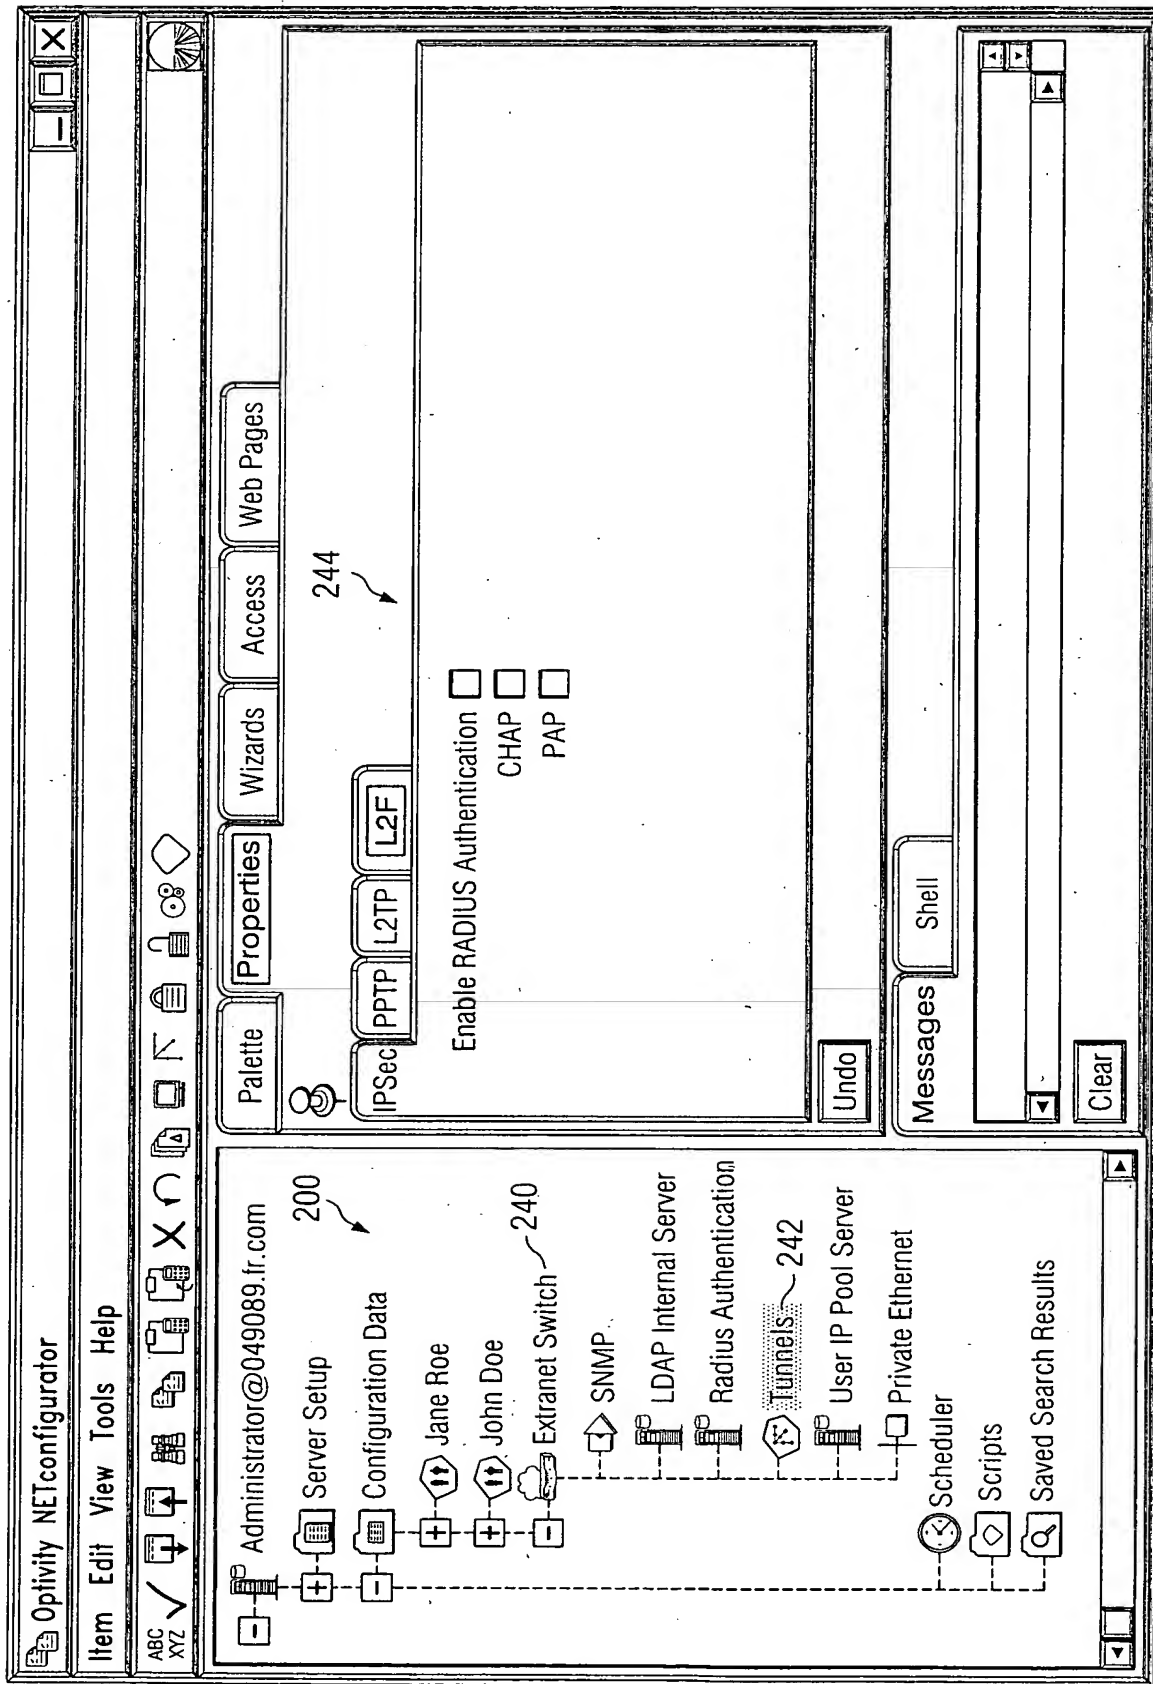 Optivity NETconfigurator
Item Edit View Tools Help
ABC
XYZ
Administrator@049089.fr.com
Server Setup
200
Configuration Data
Jane Roe
John Doe
Extranet Switch
240
SNMP
LDAP Internal Server
Radius Authentication
Tunnels
242
User IP Pool Server
Private Ethernet
Scheduler
Scripts
Saved Search Results
Palette
Properties
Wizards
Access
Web Pages
244
IPSec
PPTP
L2TP
L2F
Enable RADIUS Authentication
CHAP
PAP
Undo
Messages
Shell
Clear